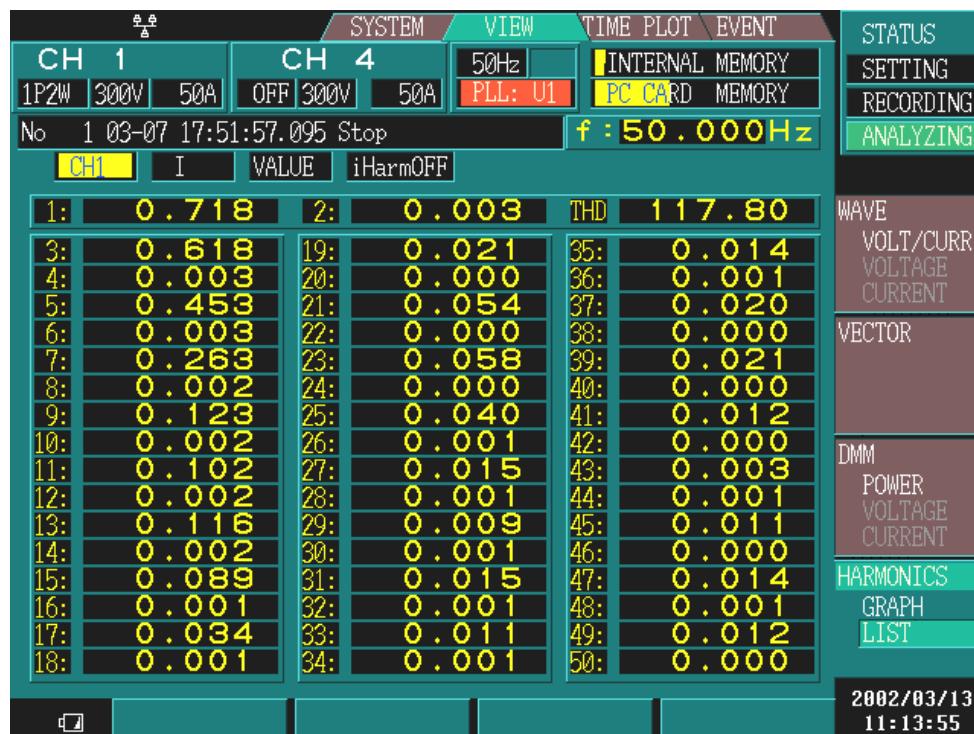 SYSTEM VIEW TIME PLOT EVENT
CH 1 CH 4 50Hz INTERNAL MEMORY
1P2W 300V 50A OFF 300V 50A PLL: U1 PC CARD MEMORY
No 1 03-07 17:51:57.095 Stop f:50.000Hz
CH1 I VALUE iHarmOFF
1: 0.718 2: 0.003 THD 117.80
3: 0.618 19: 0.021 35: 0.014
4: 0.003 20: 0.000 36: 0.001
5: 0.453 21: 0.054 37: 0.020
6: 0.003 22: 0.000 38: 0.000
7: 0.263 23: 0.058 39: 0.021
8: 0.002 24: 0.000 40: 0.000
9: 0.123 25: 0.040 41: 0.012
10: 0.002 26: 0.001 42: 0.000
11: 0.102 27: 0.015 43: 0.003
12: 0.002 28: 0.001 44: 0.001
13: 0.116 29: 0.009 45: 0.011
14: 0.002 30: 0.001 46: 0.000
15: 0.089 31: 0.015 47: 0.014
16: 0.001 32: 0.001 48: 0.001
17: 0.034 33: 0.011 49: 0.012
18: 0.001 34: 0.001 50: 0.000
STATUS
SETTING
RECORDING
ANALYZING
WAVE
VOLT/CURR
VOLTAGE
CURRENT
VECTOR
DMM
POWER
VOLTAGE
CURRENT
HARMONICS
GRAPH
LIST
2002/03/13
11:13:55